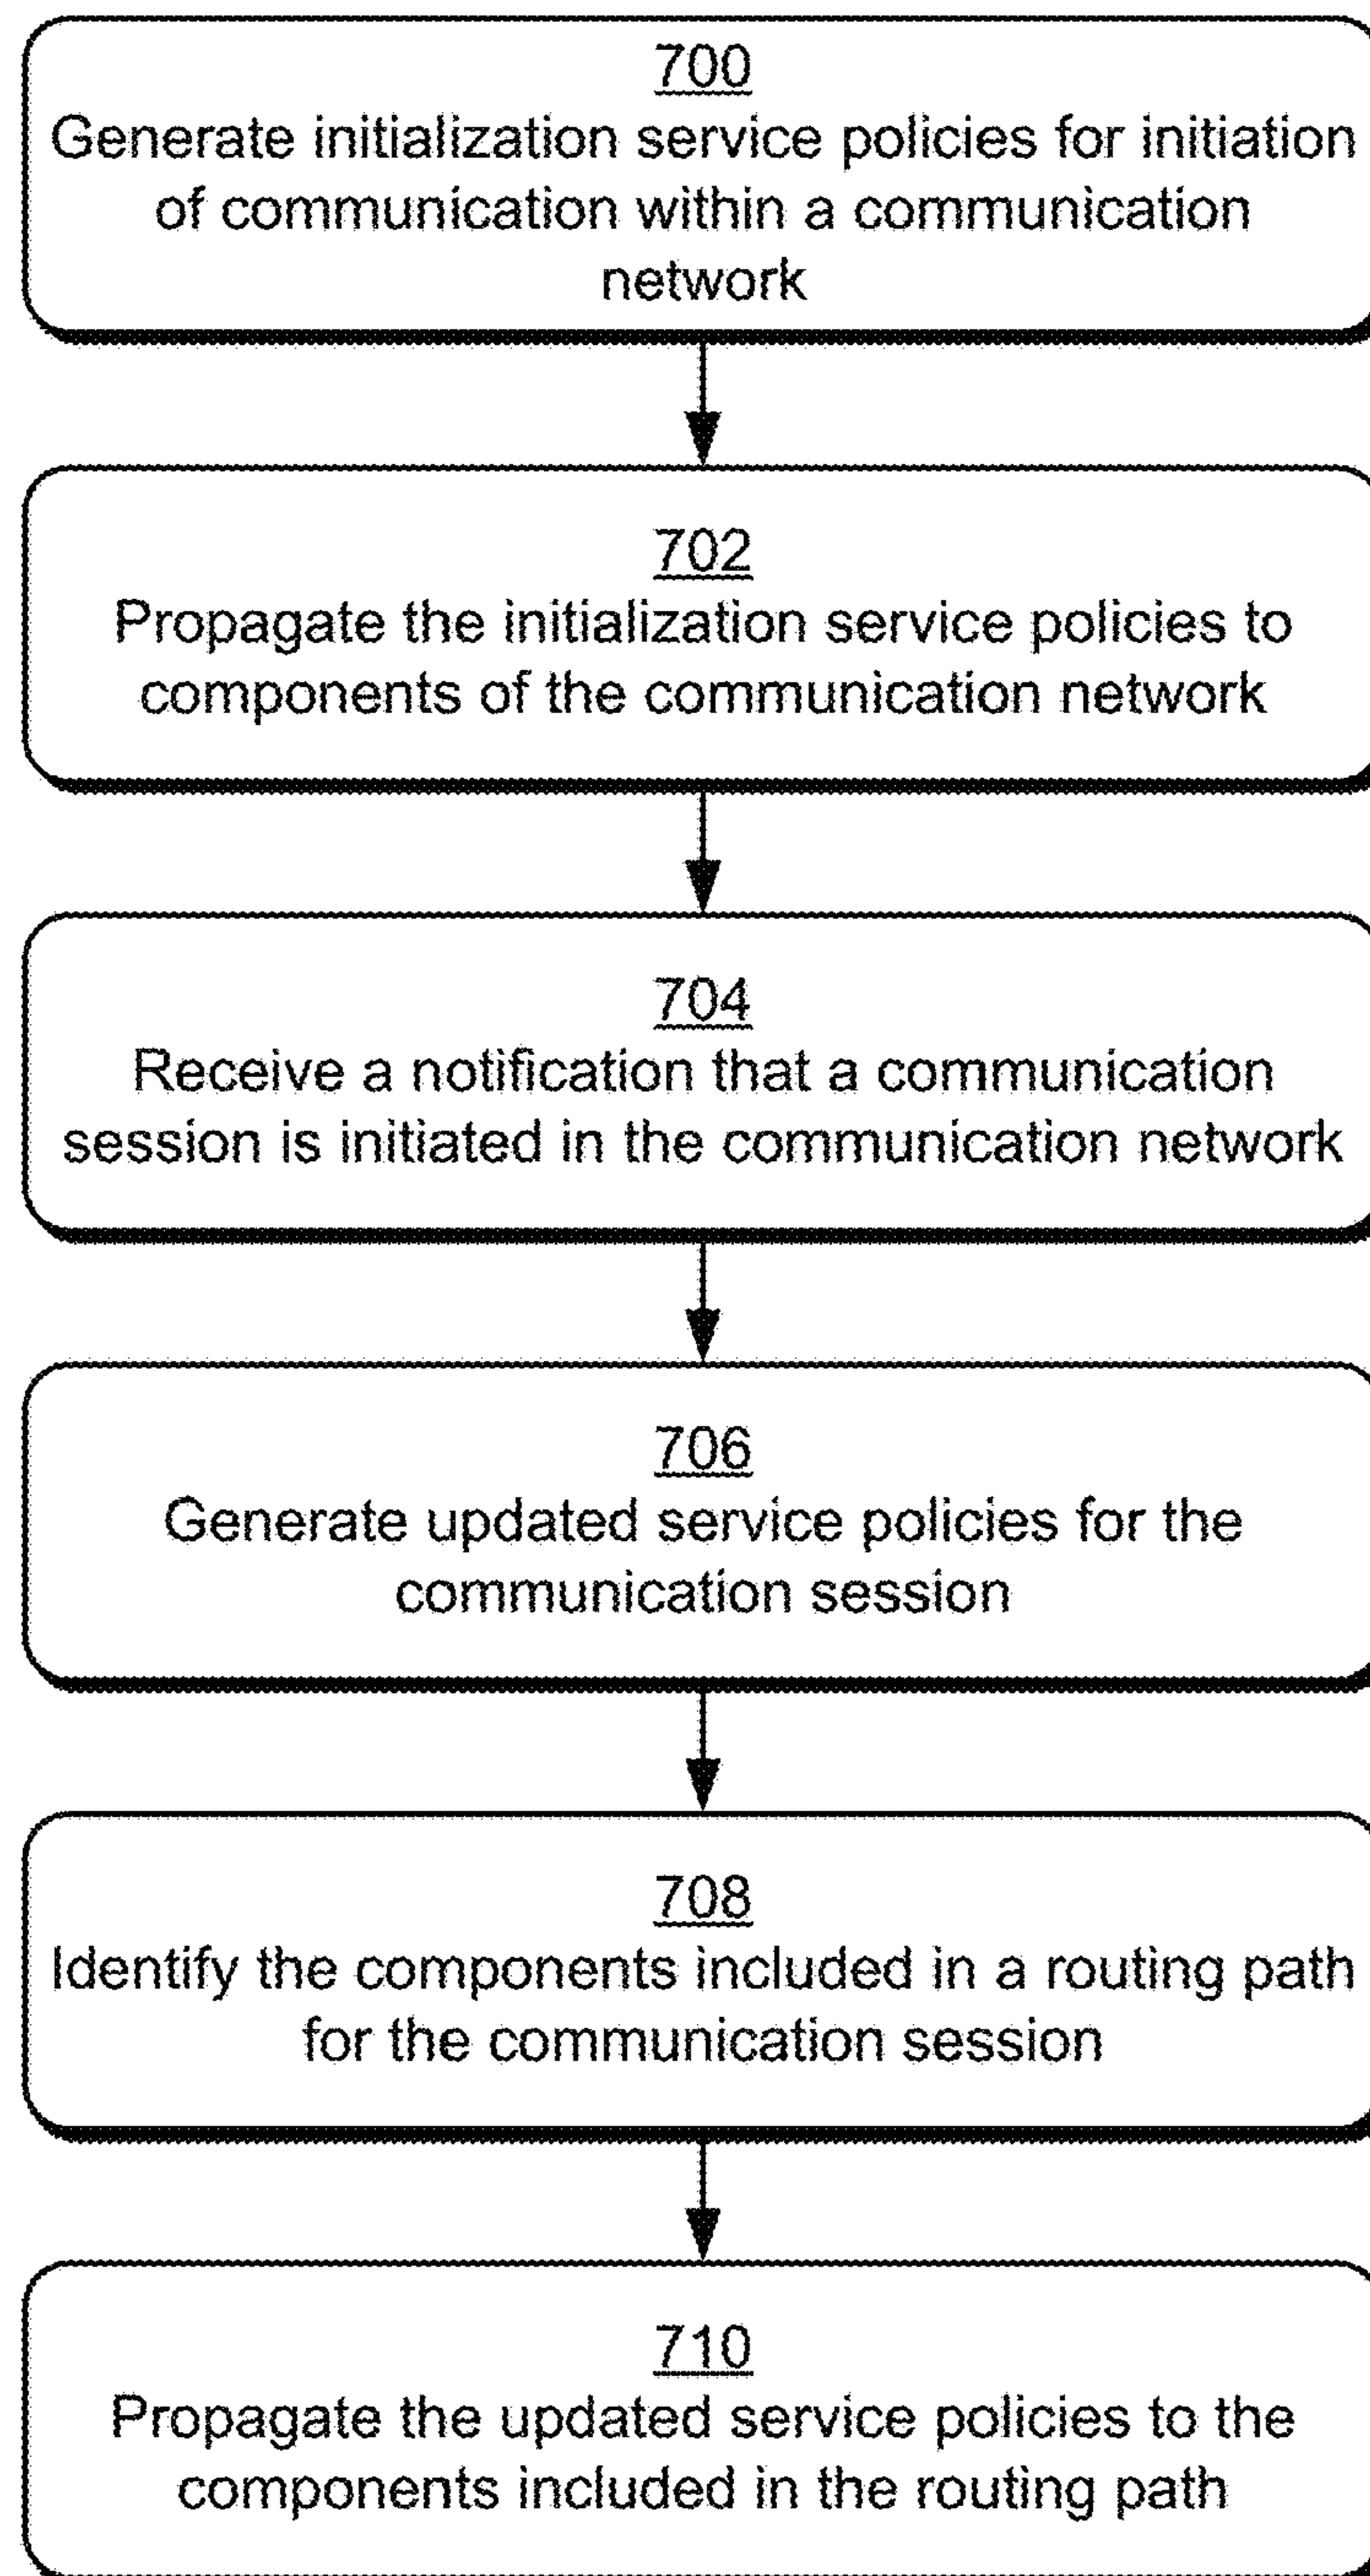 700
Generate initialization service policies for initiation
of communication within a communication
network
702
Propagate the initialization service policies to
components of the communication network
704
Receive a notification that a communication
session is initiated in the communication network
706
Generate updated service policies for the
communication session
708
Identify the components included in a routing path
for the communication session
710
Propagate the updated service policies to the
components included in the routing path